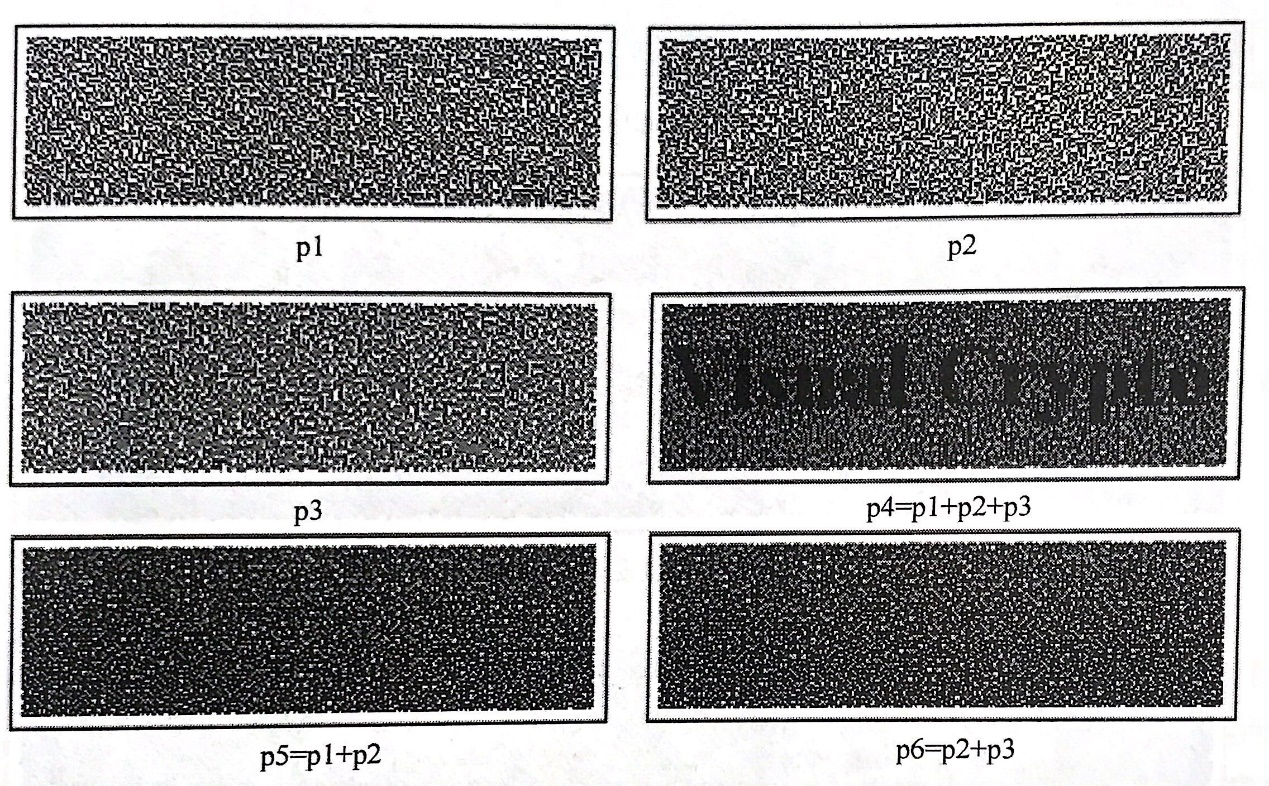 p1
p2
p3
Visual Crypto
p4=p1+p2+p3
p5=p1+p2
p6=p2+p3